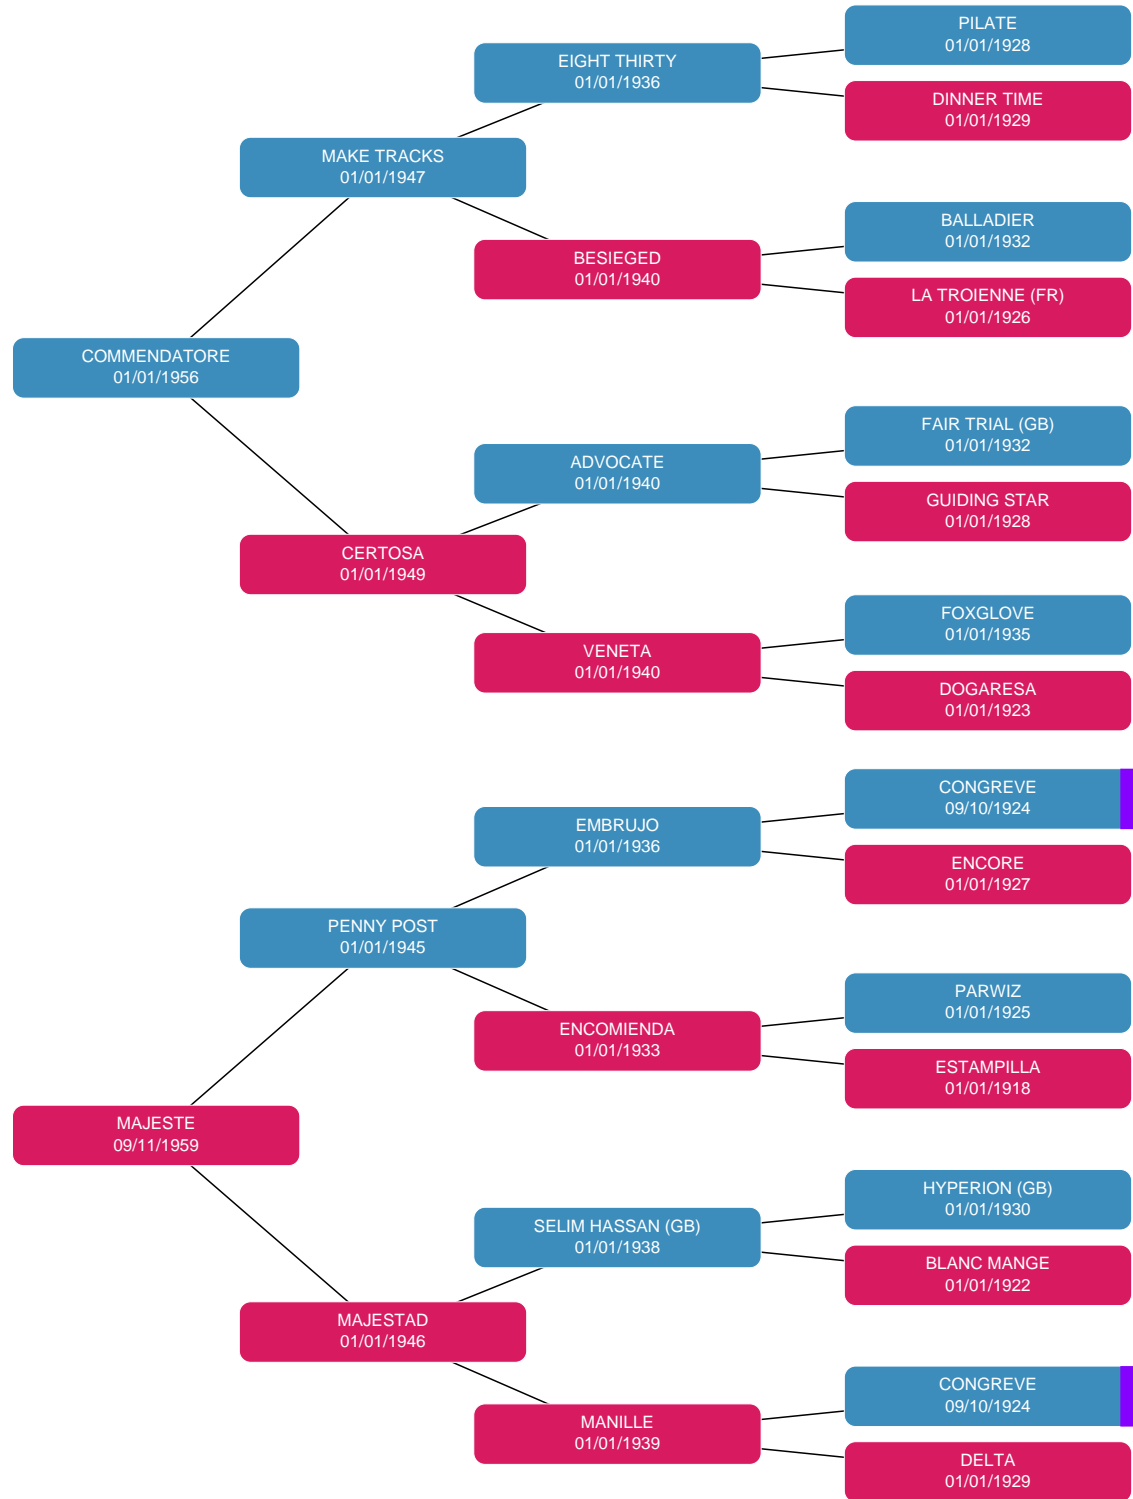 PILATE
01/01/1928
EIGHT THIRTY
01/01/1936
DINNER TIME
01/01/1929
MAKE TRACKS
01/01/1947
BALLADIER
01/01/1932
BESIEGED
01/01/1940
LA TROIENNE (FR)
01/01/1926
COMMENDATORE
01/01/1956
FAIR TRIAL (GB)
01/01/1932
ADVOCATE
01/01/1940
GUIDING STAR
01/01/1928
CERTOSA
01/01/1949
FOXGLOVE
01/01/1935
VENETA
01/01/1940
DOGARESA
01/01/1923
CONGREVE
09/10/1924
EMBRUJO
01/01/1936
ENCORE
01/01/1927
PENNY POST
01/01/1945
PARWIZ
01/01/1925
ENCOMIENDA
01/01/1933
ESTAMPILLA
01/01/1918
MAJESTE
09/11/1959
HYPERION (GB)
01/01/1930
SELIM HASSAN (GB)
01/01/1938
BLANC MANGE
01/01/1922
MAJESTAD
01/01/1946
CONGREVE
09/10/1924
MANILLE
01/01/1939
DELTA
01/01/1929